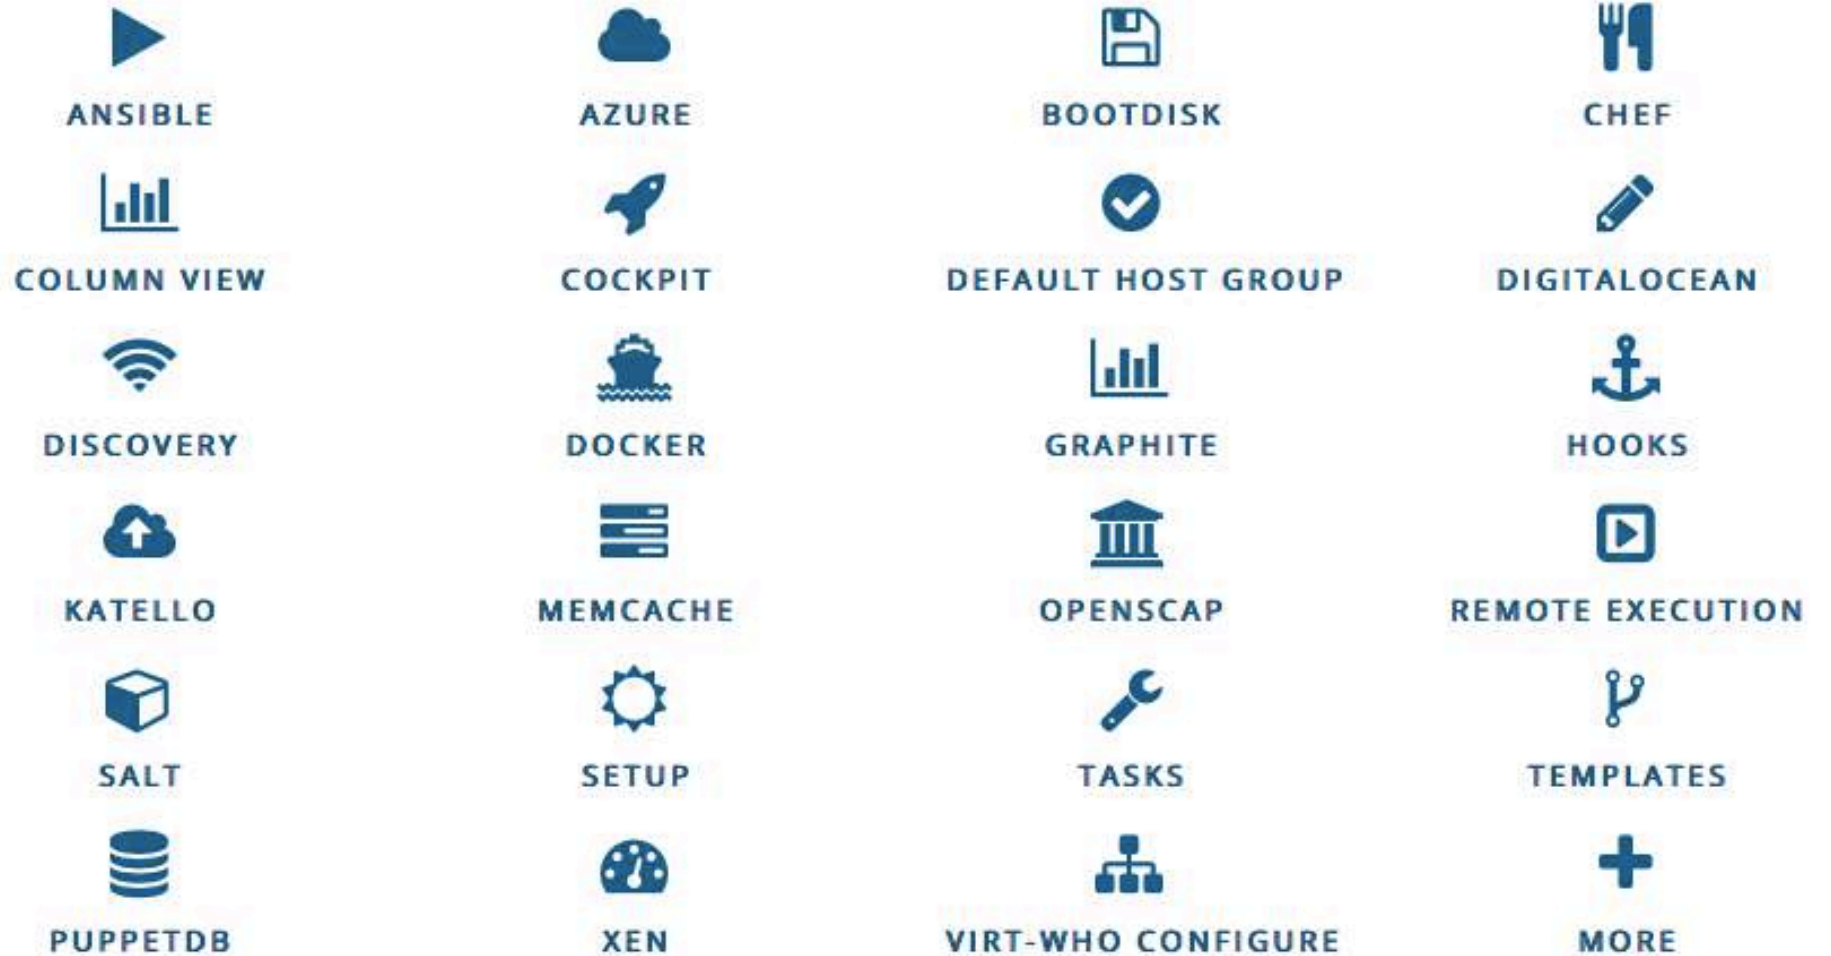 ANSIBLE
AZURE
BOOTDISK
CHEF
COLUMN VIEW
COCKPIT
DEFAULT HOST GROUP
DIGITALOCEAN
DISCOVERY
DOCKER
GRAPHITE
HOOKS
KATELLO
MEMCACHE
OPENSCAP
REMOTE EXECUTION
SALT
SETUP
TASKS
TEMPLATES
PUPPETDB
XEN
VIRT-WHO CONFIGURE
MORE